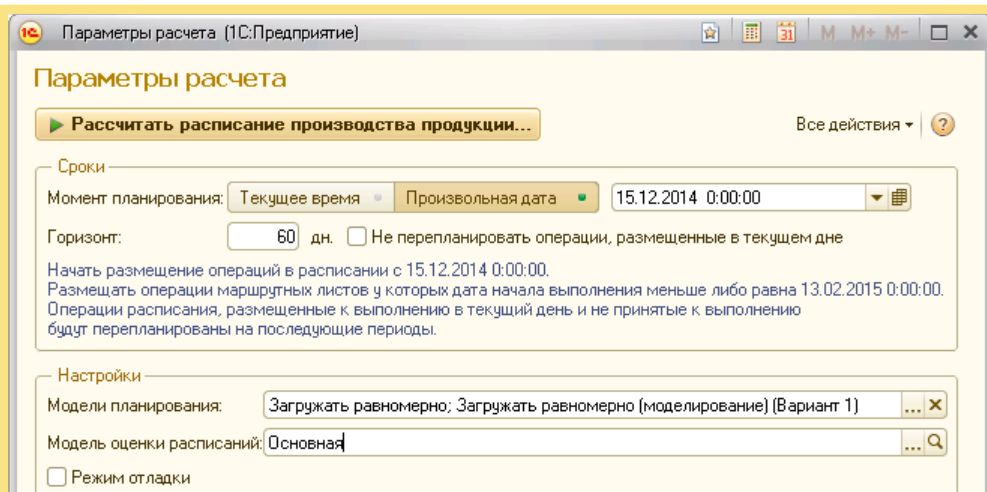 1С Параметры расчета (1С:Предприятие) 31 M M+ M-
Параметры расчета
Рассчитать расписание производства продукции... Все действия ?
Сроки
Момент планирования: Текущее время Произвольная дата 15.12.2014 0:00:00
Горизонт: 60 дн. Не перепланировать операции, размещенные в текущем дне
Начать размещение операций в расписании с 15.12.2014 0:00:00.
Размещать операции маршрутных листов у которых дата начала выполнения меньше либо равна 13.02.2015 0:00:00.
Операции расписания, размещенные к выполнению в текущий день и не принятые к выполнению
будут перепланированы на последующие периоды.
Настройки
Модели планирования: Загружать равномерно; Загружать равномерно (моделирование) (Вариант 1) ...
Модель оценки расписаний: Основная ...
Режим отладки